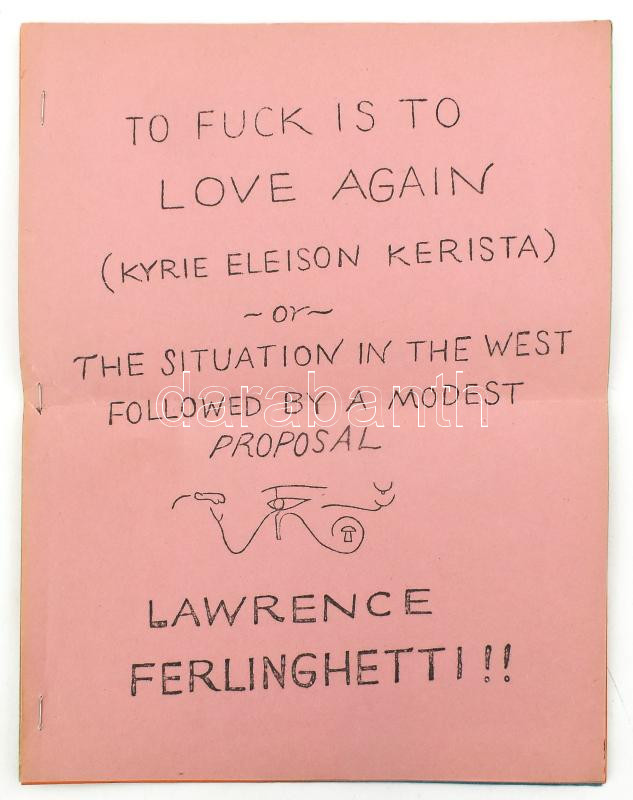 TO FUCK IS TO
LOVE AGAIN
(KYRIE ELEISON KERISTA)
~or~
THE SITUATION IN THE WEST
FOLLOWED BY A MODEST
darabanth
PROPOSAL
LAWRENCE
FERLINGHETTI!!